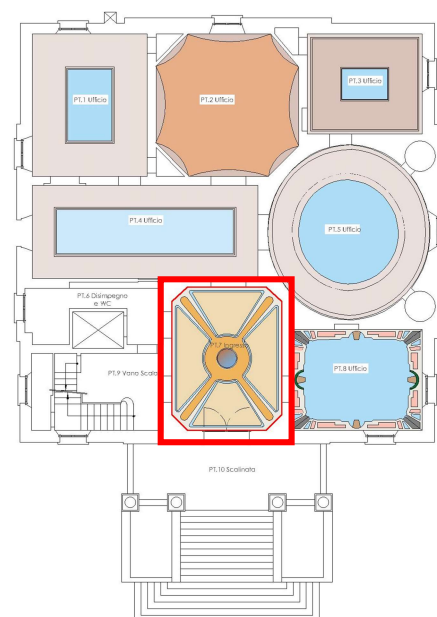 PT.1 Ufficio
PT.2 Ufficio
PT.3 Ufficio
PT.4 Ufficio
PT.5 Ufficio
PT.6 Disimpegno
e WC
PT.7 Ingresso
PT.8 Ufficio
PT.9 Vano Scala
PT.10 Scalinata